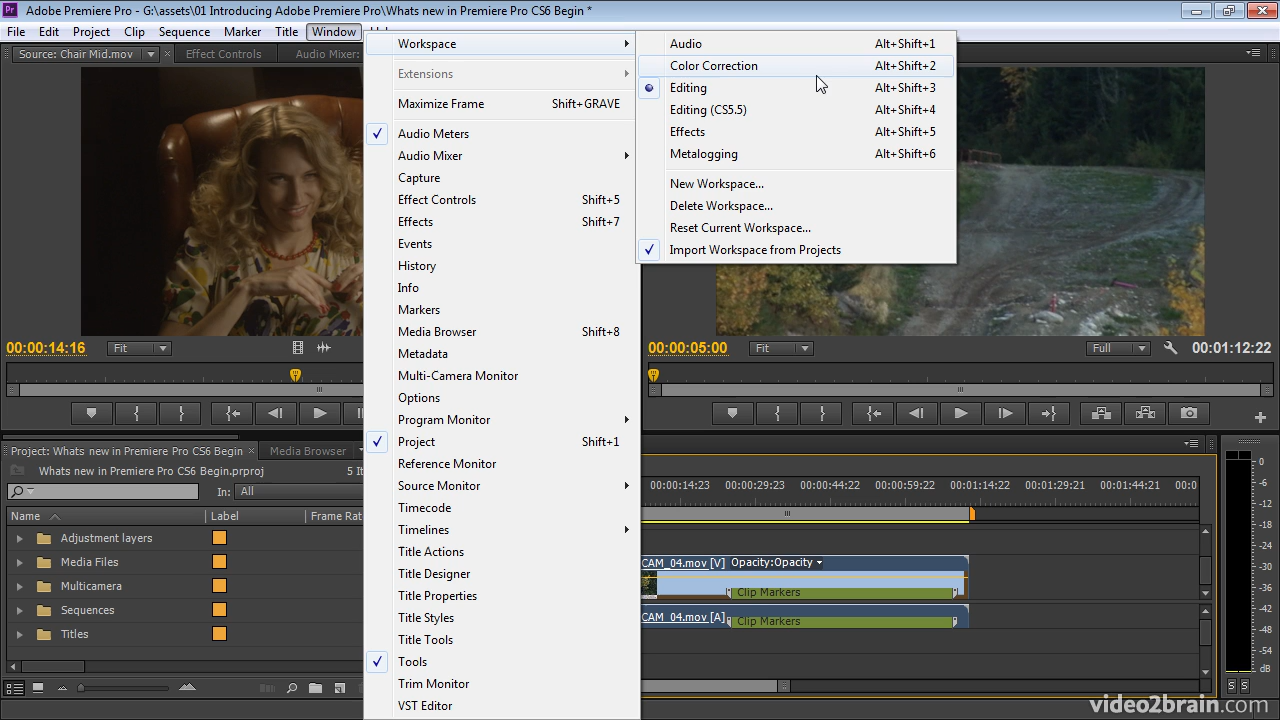 Adobe Premiere Pro - G:\assets\01 Introducing Adobe Premiere Pro\Whats new in Premiere Pro CS6 Begin *
File Edit Project Clip Sequence Marker Title Window
Source: Chair Mid.mov Effect Controls Audio Mixer:
Workspace
Extensions
Maximize Frame Shift+GRAVE
Audio Meters
Audio Mixer
Capture
Effect Controls Shift+5
Effects Shift+7
Events
History
Info
Markers
Media Browser Shift+8
Metadata
Multi-Camera Monitor
Options
Program Monitor
Project Shift+1
Reference Monitor
Source Monitor
Timecode
Timelines
Title Actions
Title Designer
Title Properties
Title Styles
Title Tools
Tools
Trim Monitor
VST Editor
Audio Alt+Shift+1
Color Correction Alt+Shift+2
Editing Alt+Shift+3
Editing (CS5.5) Alt+Shift+4
Effects Alt+Shift+5
Metalogging Alt+Shift+6
New Workspace...
Delete Workspace...
Reset Current Workspace...
Import Workspace from Projects
00:00:14:16 Fit
00:00:05:00 Fit Full 00:01:12:22
Project: Whats new in Premiere Pro CS6 Begin Media Browser
Whats new in Premiere Pro CS6 Begin.prproj 5 It
In: All
Name Label Frame Rat
Adjustment layers
Media Files
Multicamera
Sequences
Titles
00:00:14:23 00:00:29:23 00:00:44:22 00:00:59:22 00:01:14:22 00:01:29:21 00:01:44:21 00:0
CAM_04.mov [V] Opacity:Opacity
Clip Markers
CAM_04.mov [A] Clip Markers
0
-6
-12
-18
-24
-30
-36
-42
-48
-54
dB
S S
video2brain.com